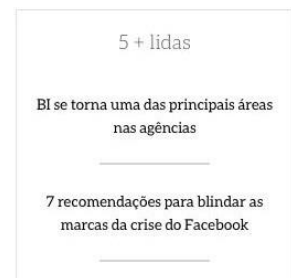 5 + lidas
BI se torna uma das principais áreas
nas agências
7 recomendações para blindar as
marcas da crise do Facebook